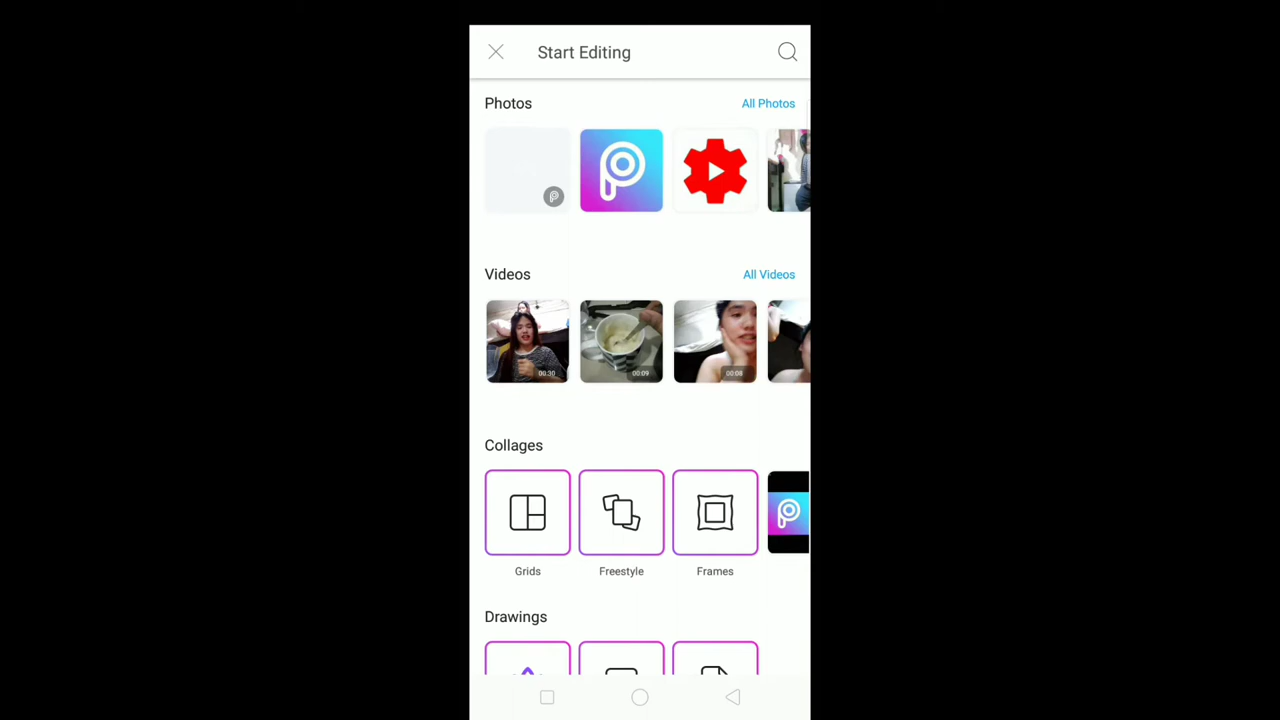 Start Editing
Photos
All Photos
Videos
All Videos
00:30
00:09
00:08
Collages
Grids
Freestyle
Frames
Drawings